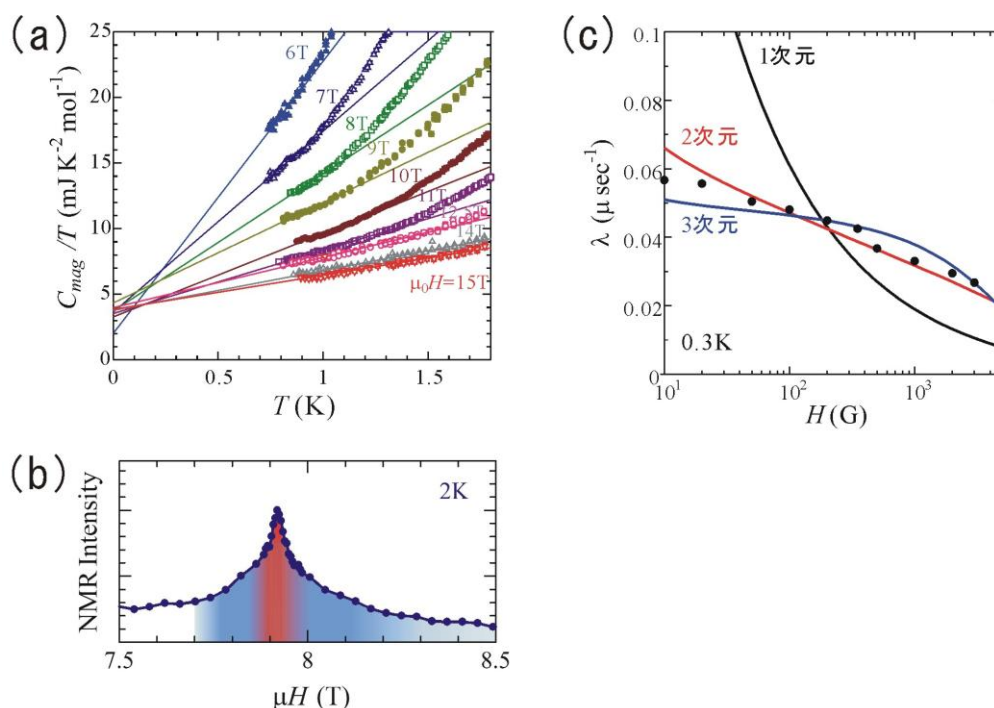 (a)
25
20
15
10
5
0
C_mag/T (mJ K⁻² mol⁻¹)
6T
7T
8T
9T
10T
11T
14T
μ₀H=15T
0
0.5
1
1.5
T (K)
(b)
NMR Intensity
2K
7.5
8
8.5
μH (T)
(c)
0.1
0.08
0.06
0.04
0.02
0
λ (μ sec⁻¹)
1次元
2次元
3次元
0.3K
10¹
10²
10³
H (G)